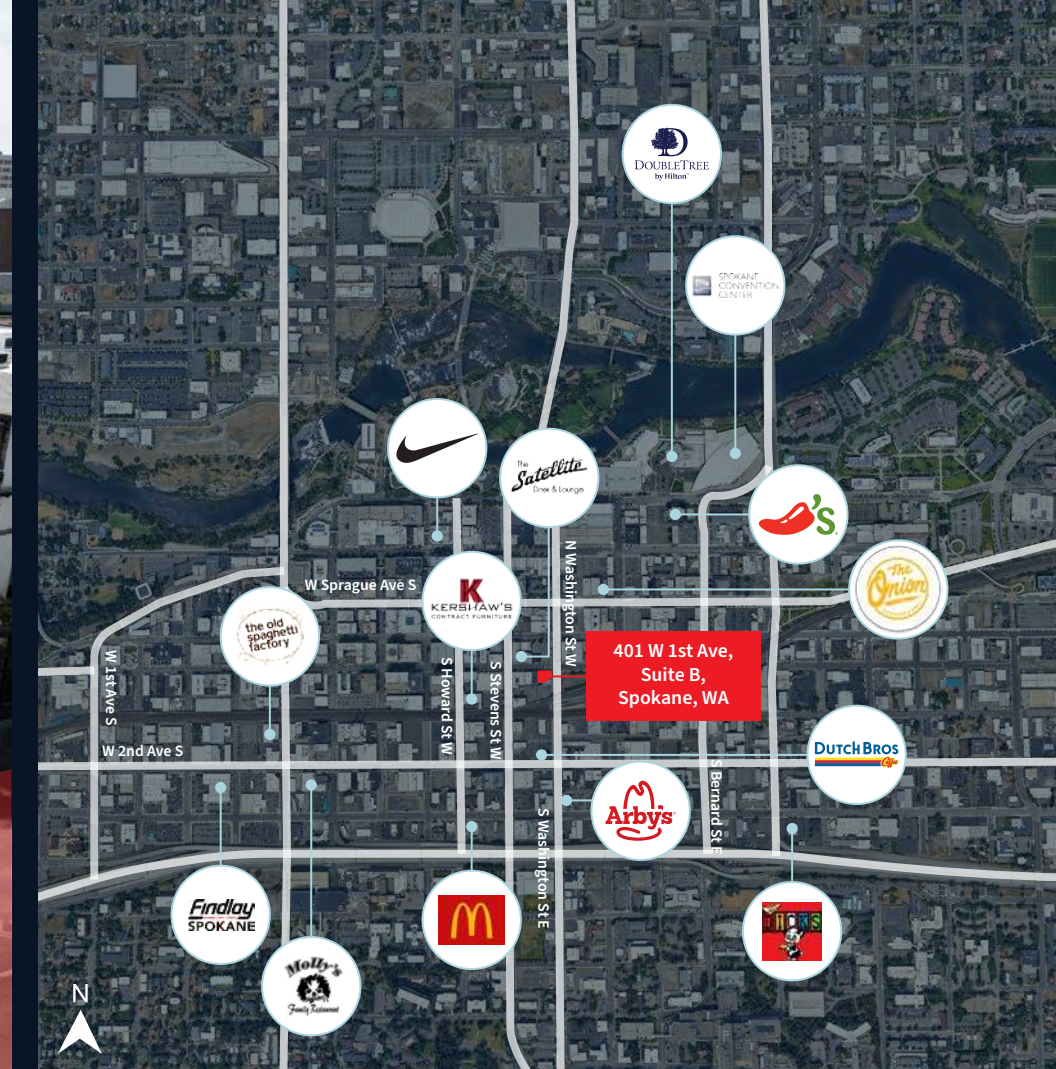 DOUBLETREE
by Hilton™
SPOKANE
CONVENTION
CENTER
The
Satellite
Diner & Lounge
'S
The
Onion
N Washington St W
W Sprague Ave S
K
KERSHAW'S
CONTRACT FURNITURE
the old
spaghetti
factory
401 W 1st Ave,
Suite B,
Spokane, WA
W 1st Ave S
S Howard St W
S Stevens St W
W 2nd Ave S
DUTCH BROS
Coffee
S Bernard St E
Arby's
S Washington St E
Findlay
SPOKANE
DICKS
Molly's
Family Restaurant
N